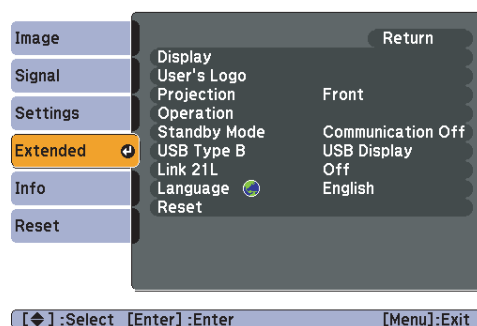 Image
Signal
Settings
Extended
Info
Reset
Return
Display
User's Logo
Projection Front
Operation
Standby Mode Communication Off
USB Type B USB Display
Link 21L Off
Language English
Reset
[◆] :Select [Enter] :Enter [Menu]:Exit